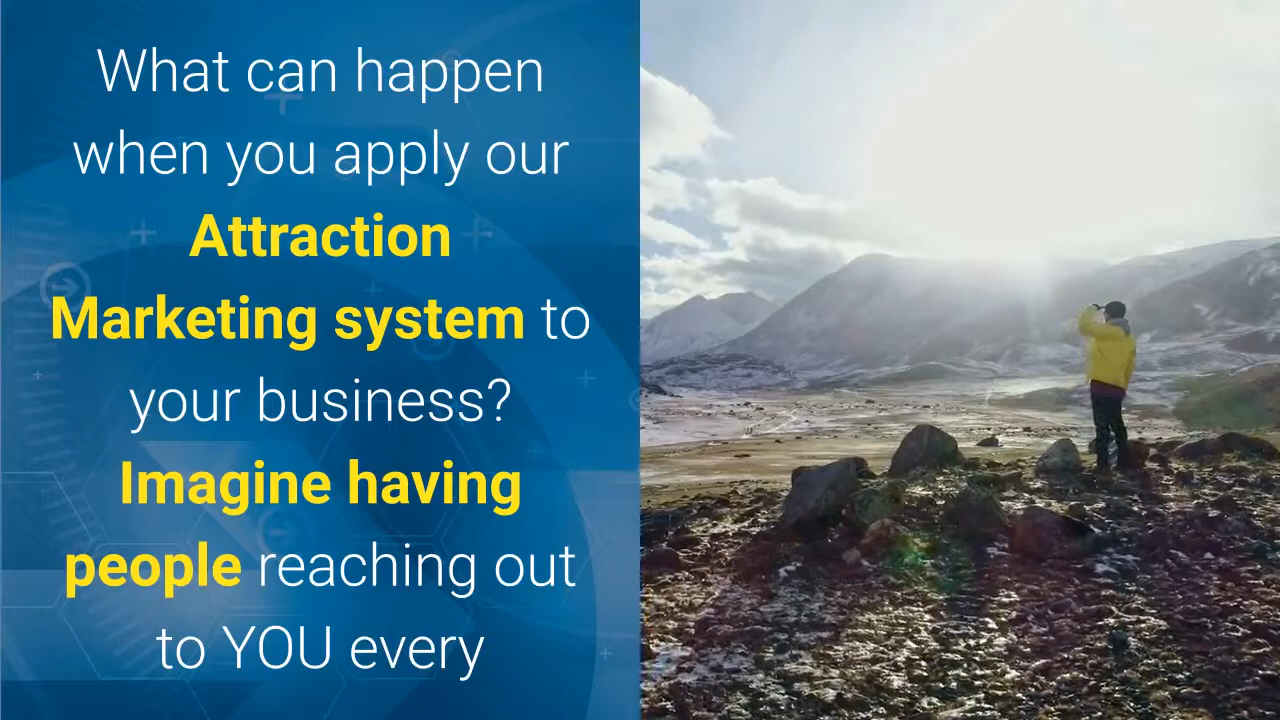 What can happen
when you apply our
Attraction
Marketing system to
your business?
Imagine having
people reaching out
to YOU every